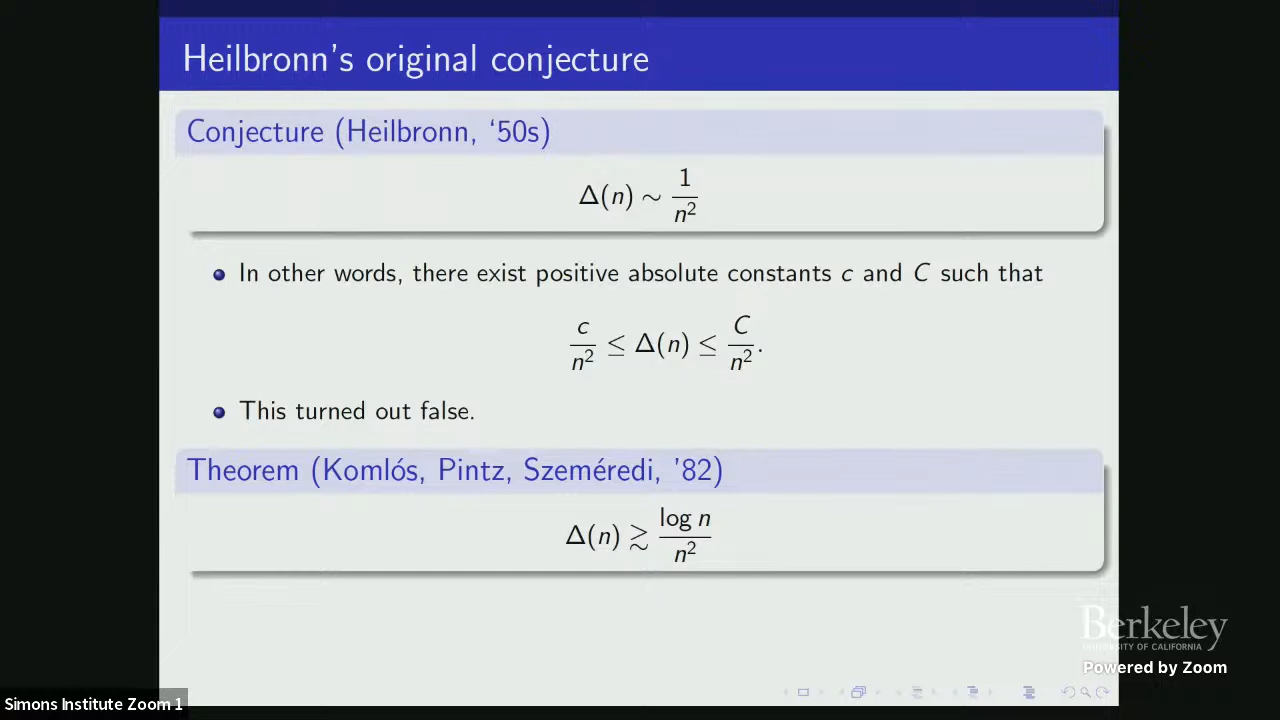 Heilbronn's original conjecture
Conjecture (Heilbronn, '50s)
Δ(n) ∼ 1/n²
In other words, there exist positive absolute constants c and C such that
c/n² ≤ Δ(n) ≤ C/n².
This turned out false.
Theorem (Komlós, Pintz, Szeméredi, '82)
Δ(n) ≳ log n/n²
Berkeley
UNIVERSITY OF CALIFORNIA
Powered by Zoom
Simons Institute Zoom 1